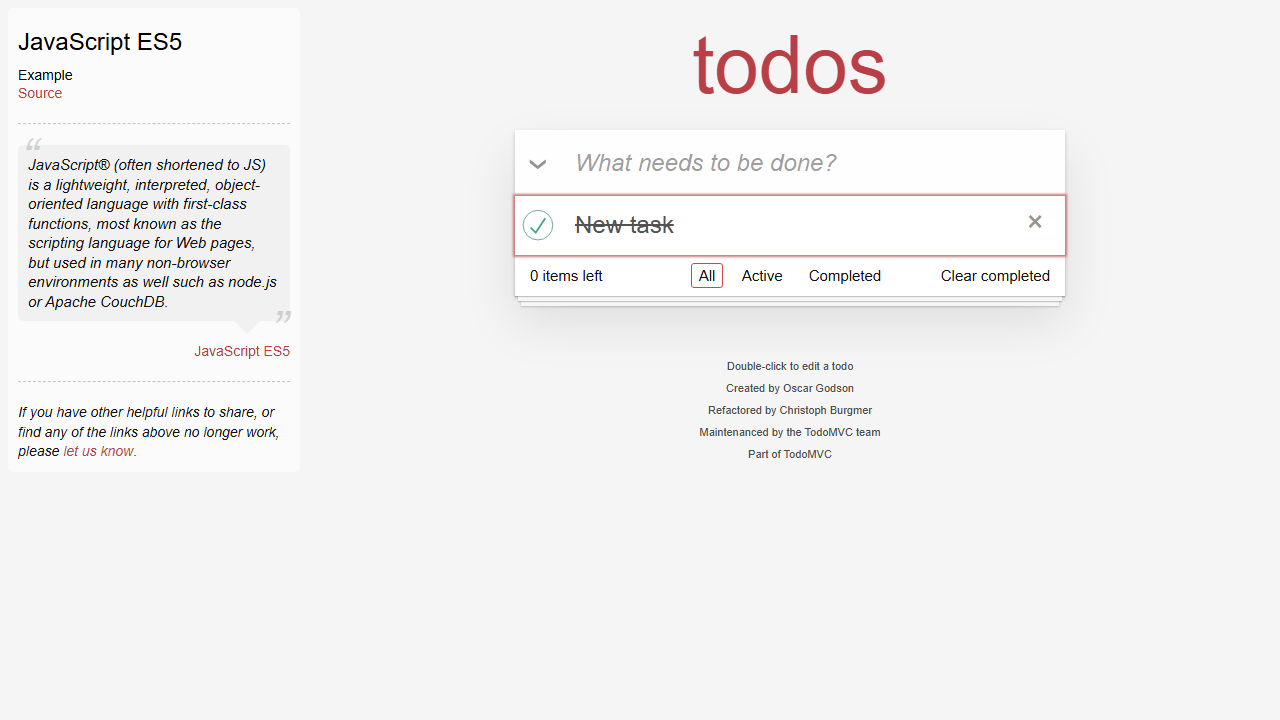 JavaScript ES5
Example
Source
“
JavaScript® (often shortened to JS)
is a lightweight, interpreted, object-
oriented language with first-class
functions, most known as the
scripting language for Web pages,
but used in many non-browser
environments as well such as node.js
or Apache CouchDB.
”
JavaScript ES5
If you have other helpful links to share, or
find any of the links above no longer work,
please let us know.
todos
What needs to be done?
New task
0 items left All Active Completed Clear completed
Double-click to edit a todo
Created by Oscar Godson
Refactored by Christoph Burgmer
Maintenanced by the TodoMVC team
Part of TodoMVC